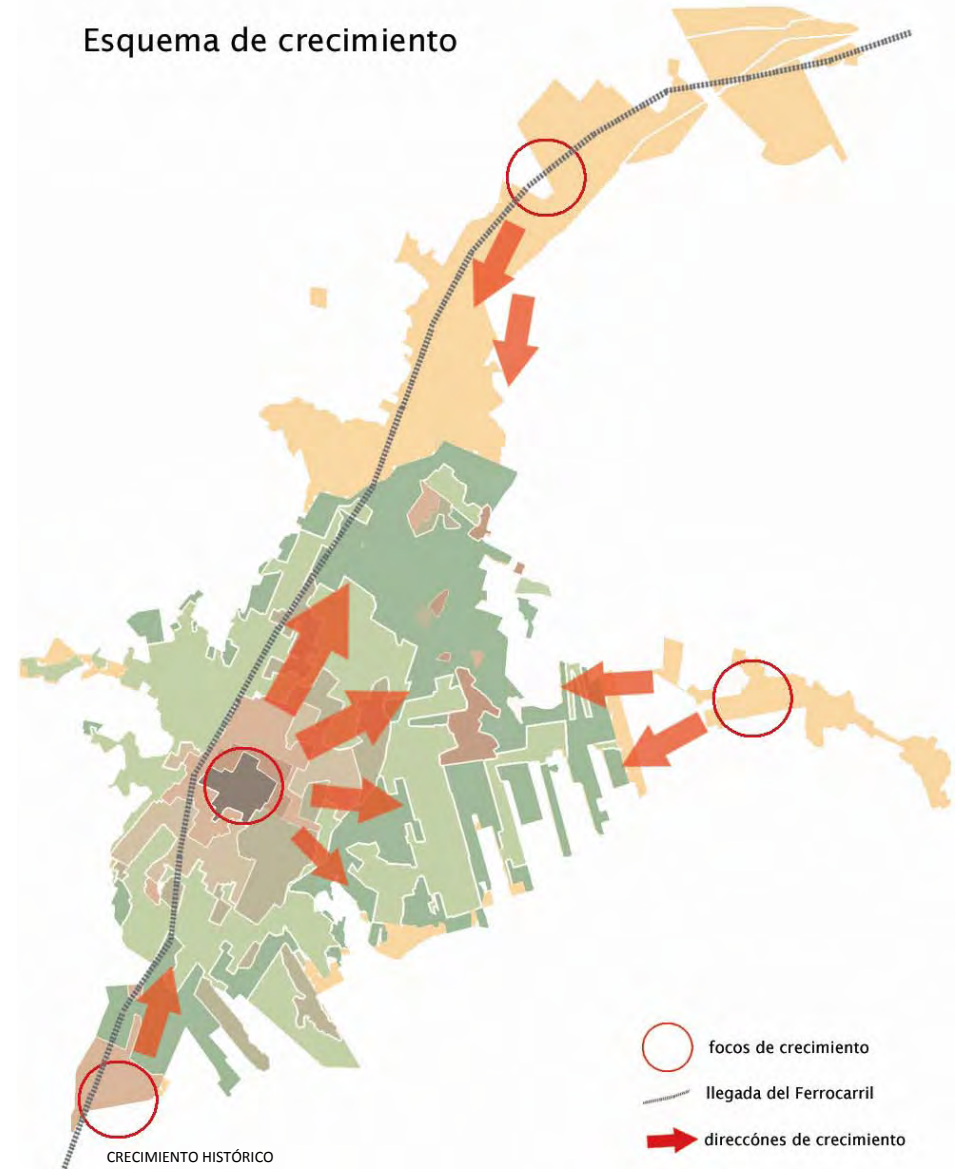 Esquema de crecimiento
focos de crecimiento
llegada del Ferrocarril
direccónes de crecimiento
CRECIMIENTO HISTÓRICO